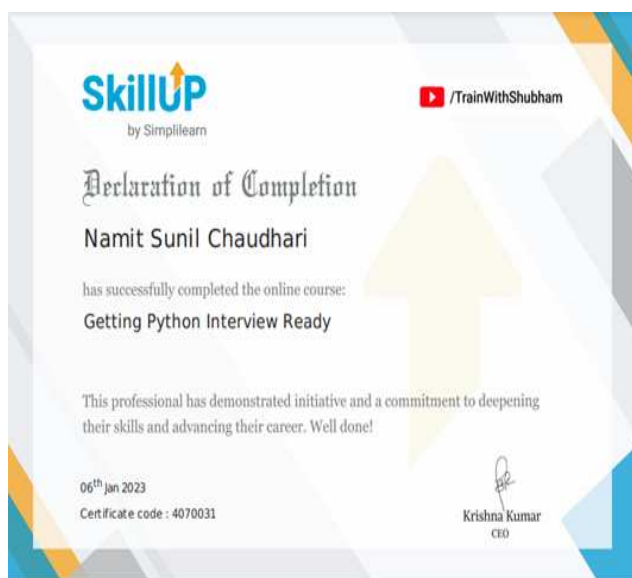 SkillUP
by Simplilearn
/TrainWithShubham
Declaration of Completion
Namit Sunil Chaudhari
has successfully completed the online course:
Getting Python Interview Ready
This professional has demonstrated initiative and a commitment to deepening
their skills and advancing their career. Well done!
06th Jan 2023
Certificate code : 4070031
Krishna Kumar
CEO